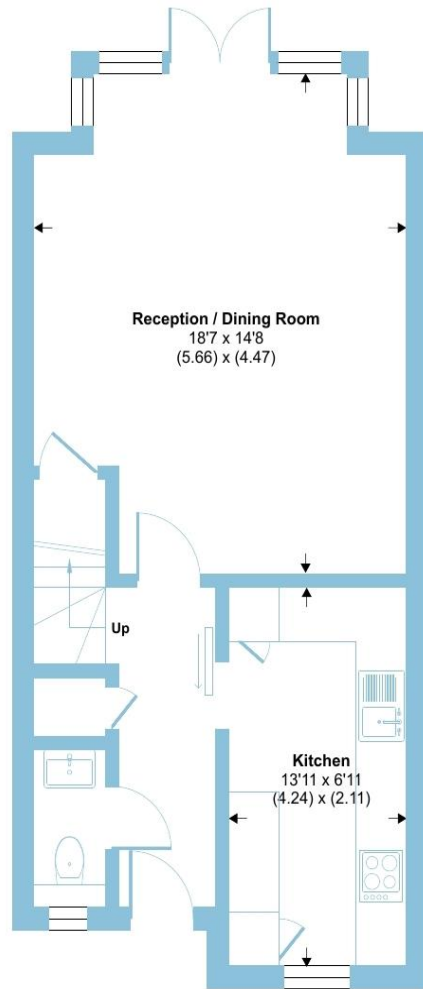 Reception / Dining Room
18'7 x 14'8
(5.66) x (4.47)
Up
Kitchen
13'11 x 6'11
(4.24) x (2.11)